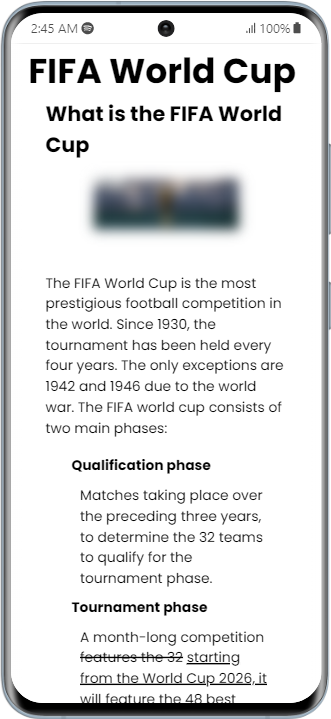 2:45 AM 100%
FIFA World Cup
What is the FIFA World
Cup
The FIFA World Cup is the most
prestigious football competition in
the world. Since 1930, the
tournament has been held every
four years. The only exceptions are
1942 and 1946 due to the world
war. The FIFA world cup consists of
two main phases:
Qualification phase
Matches taking place over
the preceding three years,
to determine the 32 teams
to qualify for the
tournament phase.
Tournament phase
A month-long competition
features the 32 starting
from the World Cup 2026, it
will feature the 48 best